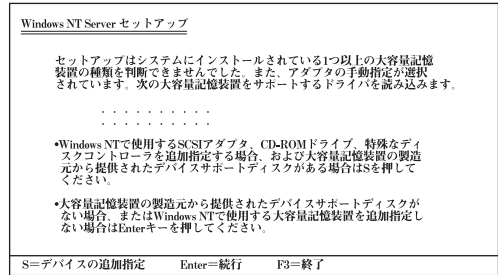 Windows NT Server セットアップ
セットアップはシステムにインストールされている1つ以上の大容量記憶
装置の種類を判断できませんでした。また、アダプタの手動指定が選択
されています。次の大容量記憶装置をサポートするドライバを読み込みます。
. . . . . . . . . .
. . . . . . . . . .
•Windows NTで使用するSCSIアダプタ、CD-ROMドライブ、特殊なディ
スクコントローラを追加指定する場合、および大容量記憶装置の製造
元から提供されたデバイスサポートディスクがある場合はSを押して
ください。
•大容量記憶装置の製造元から提供されたデバイスサポートディスクが
ない場合、またはWindows NTで使用する大容量記憶装置を追加指定し
ない場合はEnterキーを押してください。
S=デバイスの追加指定 Enter=続行 F3=終了